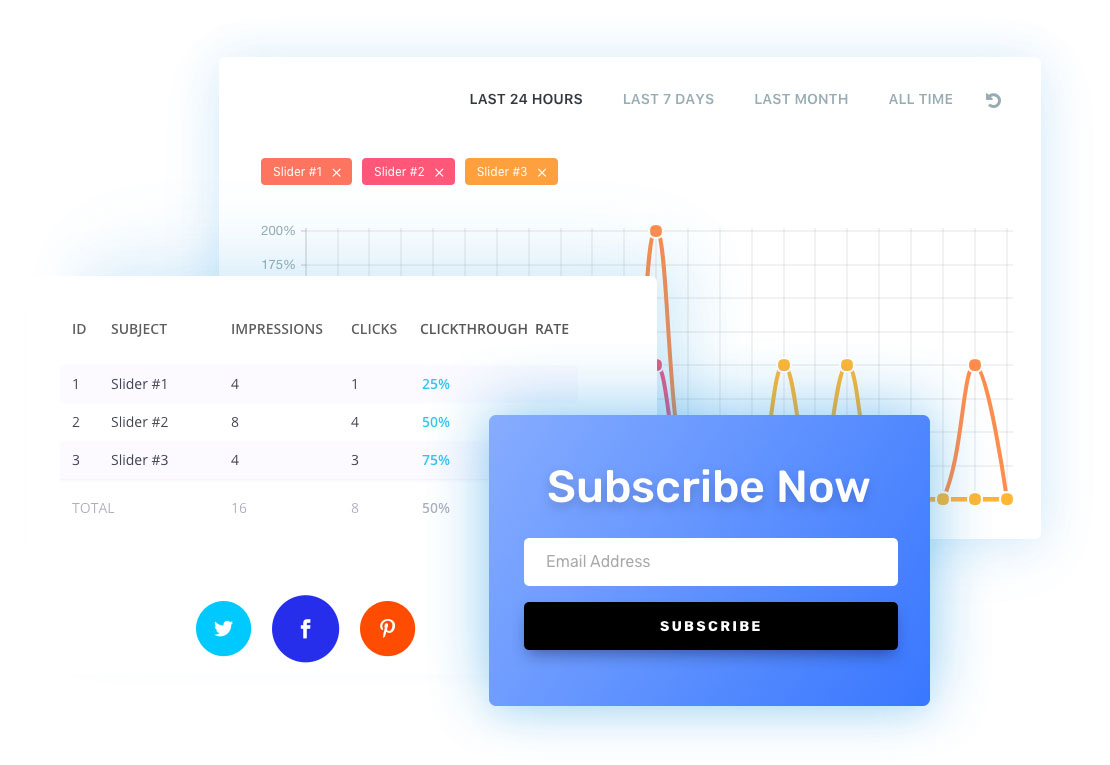 LAST 24 HOURS LAST 7 DAYS LAST MONTH ALL TIME
Slider #1 × Slider #2 × Slider #3 ×
200%
175%
ID SUBJECT IMPRESSIONS CLICKS CLICKTHROUGH RATE
1 Slider #1 4 1 25%
2 Slider #2 8 4 50%
3 Slider #3 4 3 75%
TOTAL 16 8 50%
Subscribe Now
Email Address
SUBSCRIBE